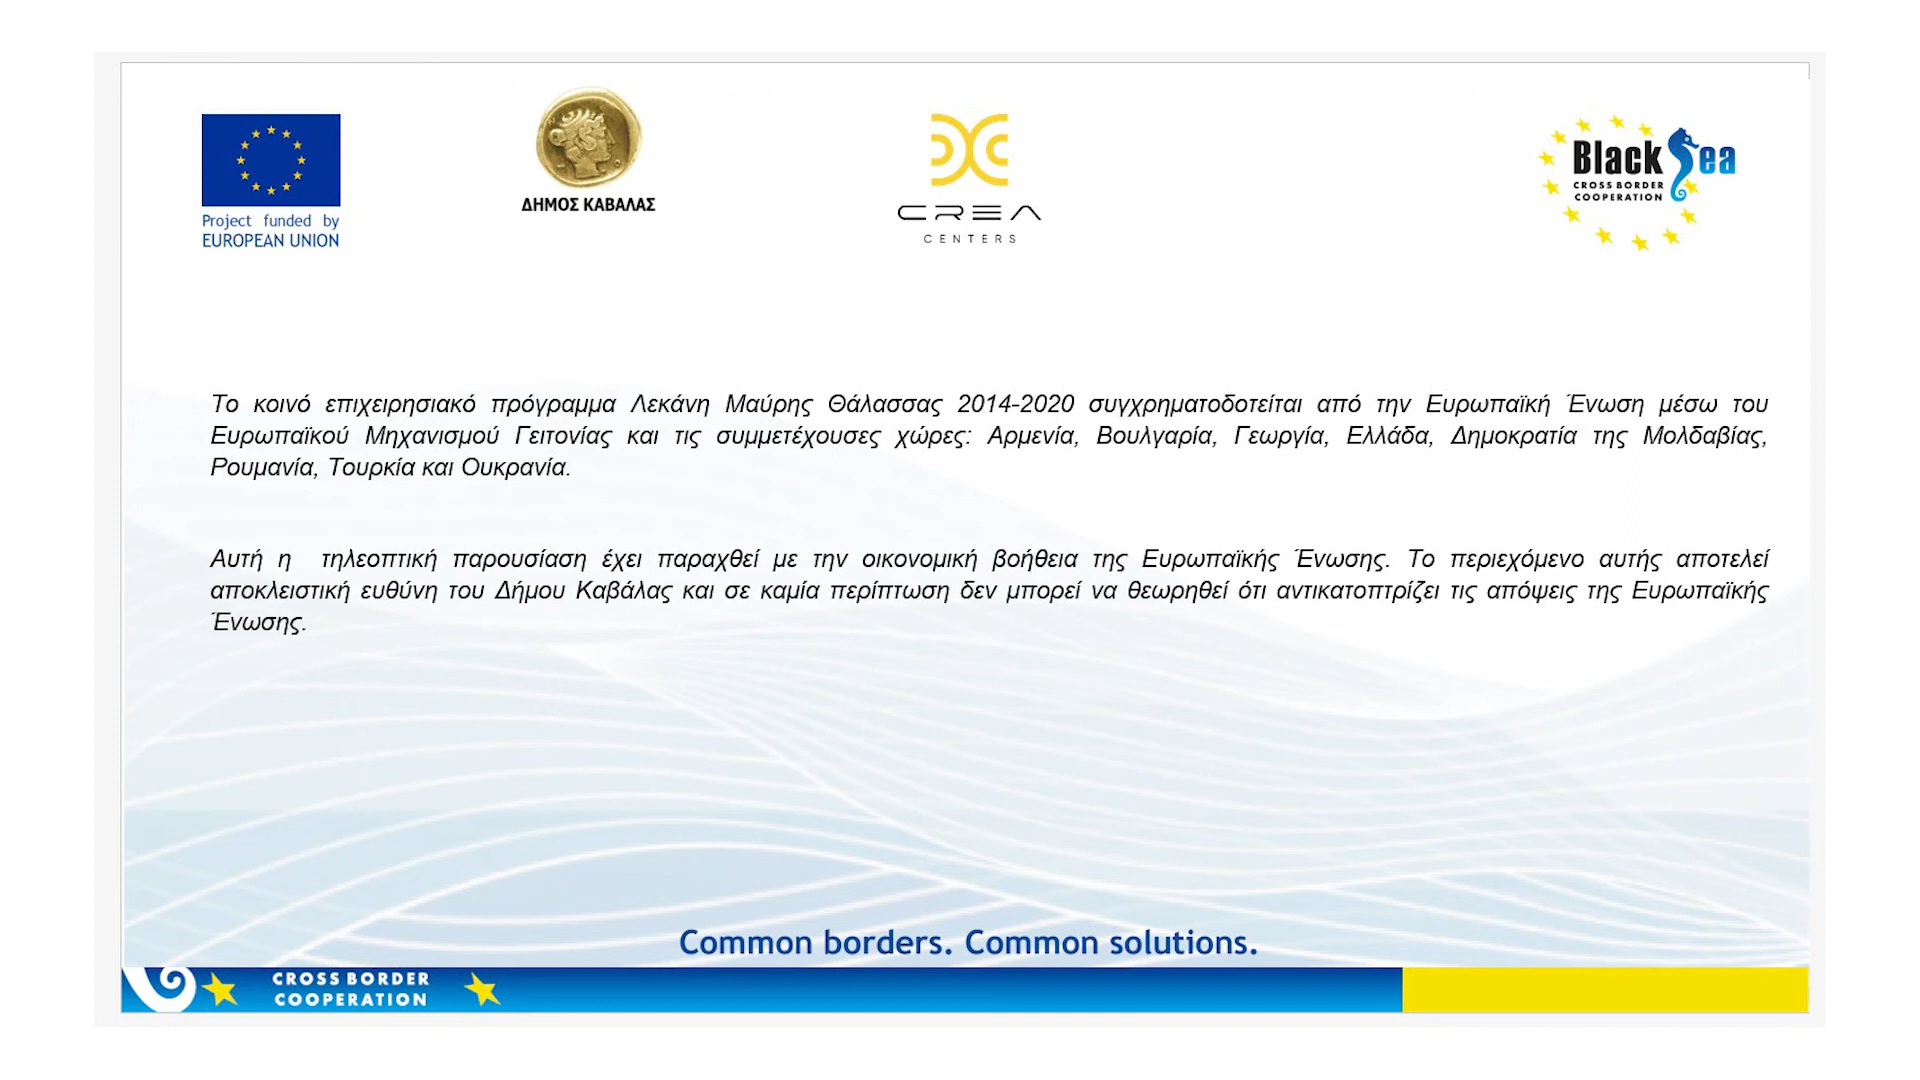 Project funded by
EUROPEAN UNION
ΔΗΜΟΣ ΚΑΒΑΛΑΣ
CREA
CENTERS
Black Sea
CROSS BORDER
COOPERATION
Το κοινό επιχειρησιακό πρόγραμμα Λεκάνη Μαύρης Θάλασσας 2014-2020 συγχρηματοδοτείται από την Ευρωπαϊκή Ένωση μέσω του
Ευρωπαϊκού Μηχανισμού Γειτονίας και τις συμμετέχουσες χώρες: Αρμενία, Βουλγαρία, Γεωργία, Ελλάδα, Δημοκρατία της Μολδαβίας,
Ρουμανία, Τουρκία και Ουκρανία.
Αυτή η τηλεοπτική παρουσίαση έχει παραχθεί με την οικονομική βοήθεια της Ευρωπαϊκής Ένωσης. Το περιεχόμενο αυτής αποτελεί
αποκλειστική ευθύνη του Δήμου Καβάλας και σε καμία περίπτωση δεν μπορεί να θεωρηθεί ότι αντικατοπτρίζει τις απόψεις της Ευρωπαϊκής
Ένωσης.
Common borders. Common solutions.
CROSS BORDER
COOPERATION